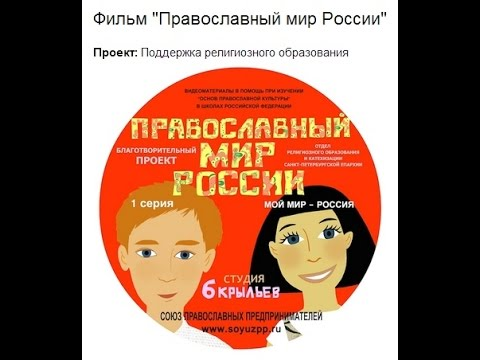 Фильм "Православный мир России"
Проект: Поддержка религиозного образования
ВИДЕОМАТЕРИАЛЫ В ПОМОЩЬ ПРИ ИЗУЧЕНИИ
"ОСНОВ ПРАВОСЛАВНОЙ КУЛЬТУРЫ"
В ШКОЛАХ РОССИЙСКОЙ ФЕДЕРАЦИИ
ПРАВОСЛАВНЫЙ
МИР
РОССИИ
БЛАГОТВОРИТЕЛЬНЫЙ
ПРОЕКТ
ОТДЕЛ
РЕЛИГИОЗНОГО ОБРАЗОВАНИЯ
И КАТЕХИЗАЦИИ
САНКТ-ПЕТЕРБУРГСКОЙ ЕПАРХИИ
1 серия
МОЙ МИР - РОССИЯ
СТУДИЯ
6 КРЫЛЬЕВ
СОЮЗ ПРАВОСЛАВНЫХ ПРЕДПРИНИМАТЕЛЕЙ
www.soyuzpp.ru